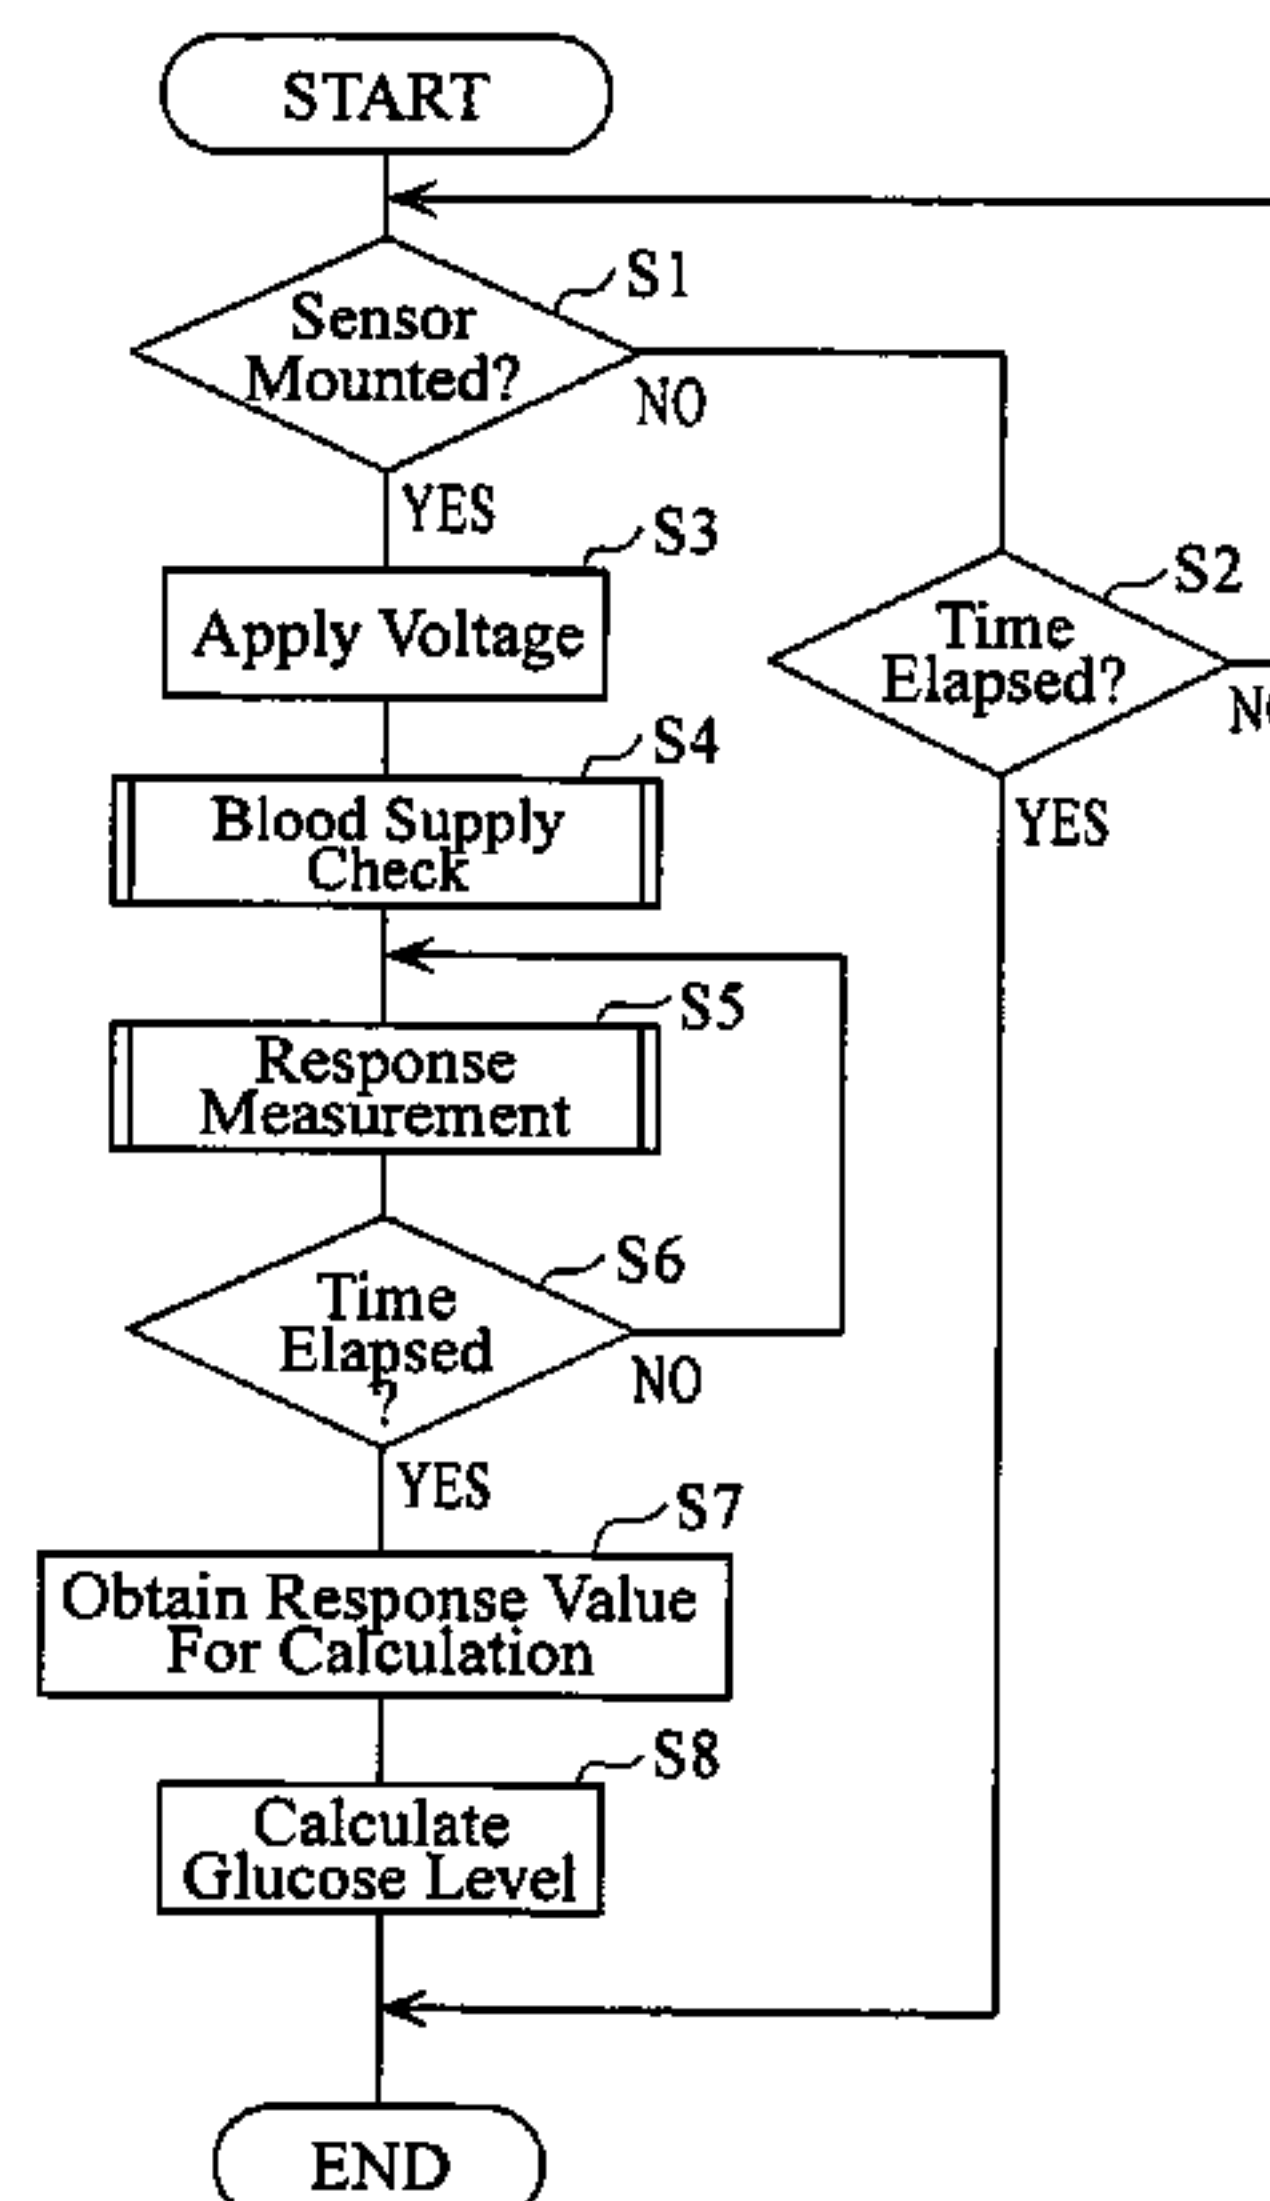 START
S1
Sensor
Mounted?
NO
YES
S3
Apply Voltage
S2
Time
Elapsed?
YES
S4
Blood Supply
Check
S5
Response
Measurement
S6
Time
Elapsed
?
NO
YES
S7
Obtain Response Value
For Calculation
S8
Calculate
Glucose Level
END